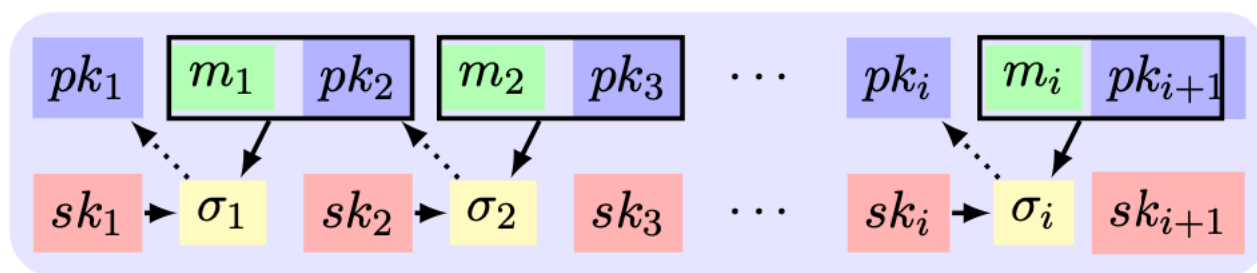 pk₁ m₁ pk₂ m₂ pk₃ ⋯ pkᵢ mᵢ pkᵢ₊₁
sk₁ σ₁ sk₂ σ₂ sk₃ ⋯ skᵢ σᵢ skᵢ₊₁